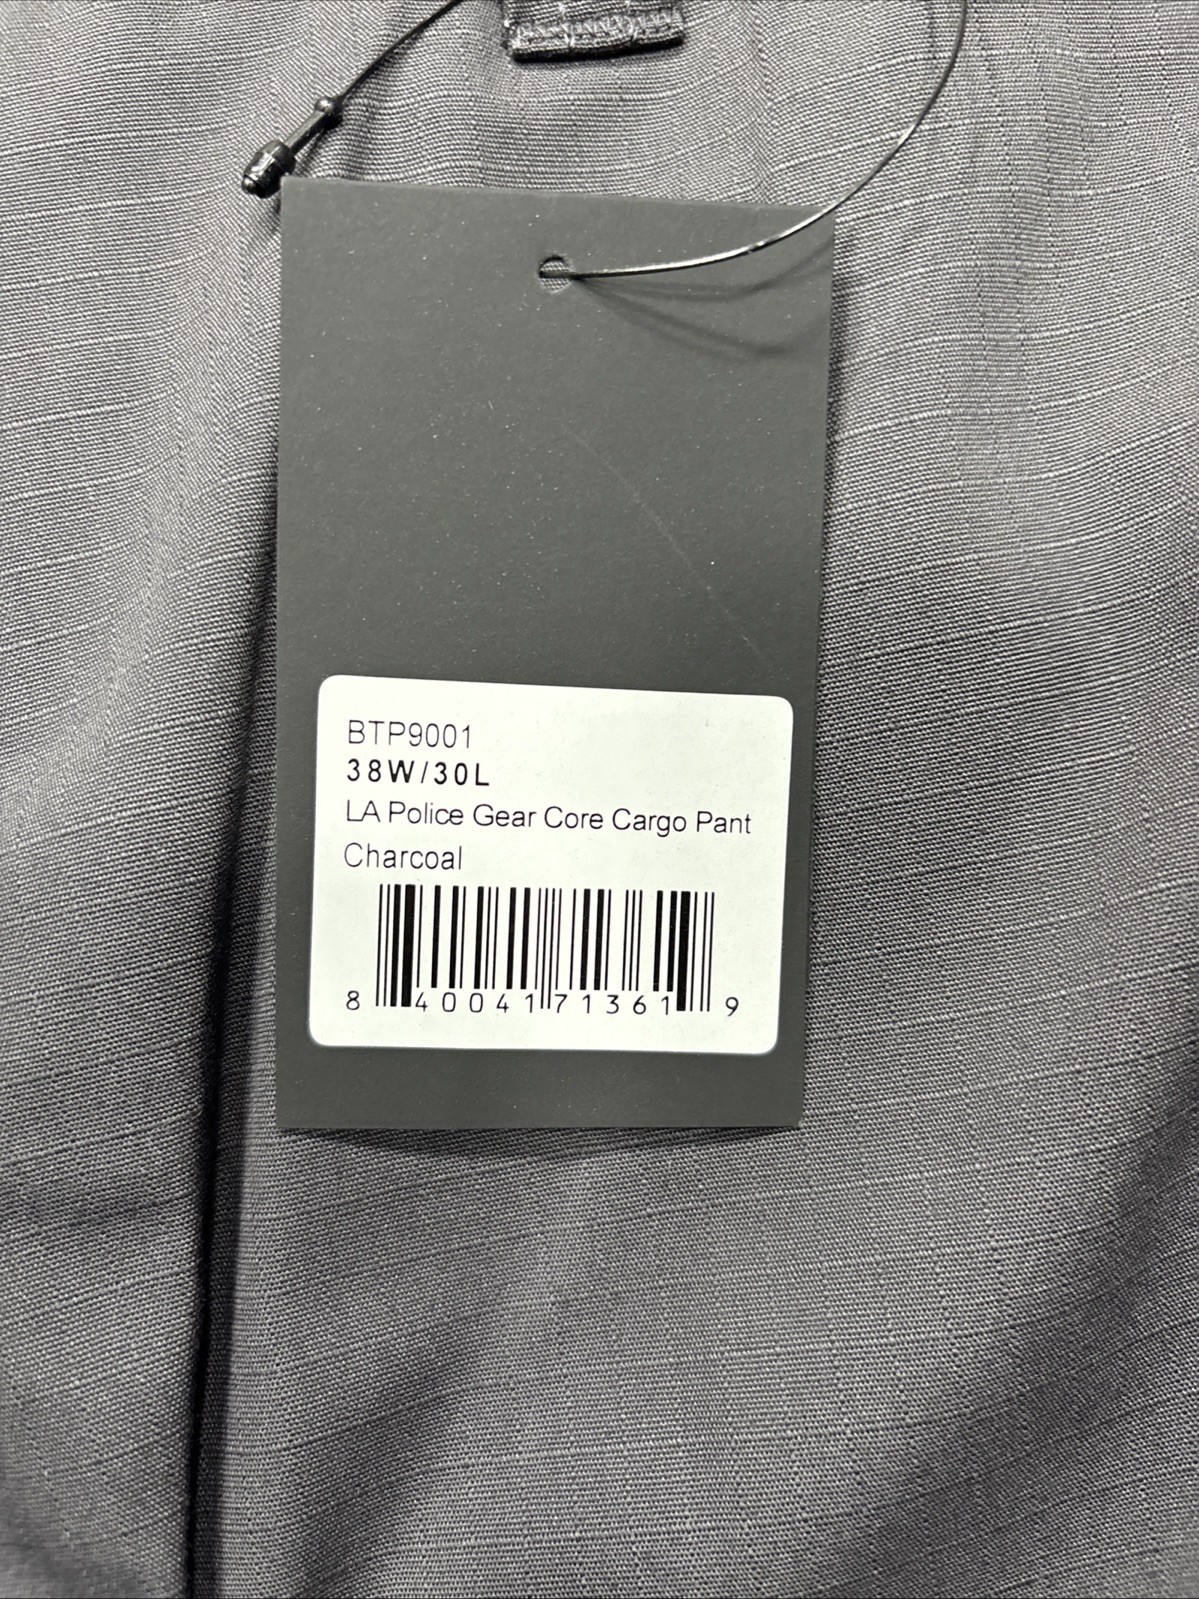 BTP9001
38W/30L
LA Police Gear Core Cargo Pant
Charcoal
8 40041 71361 9